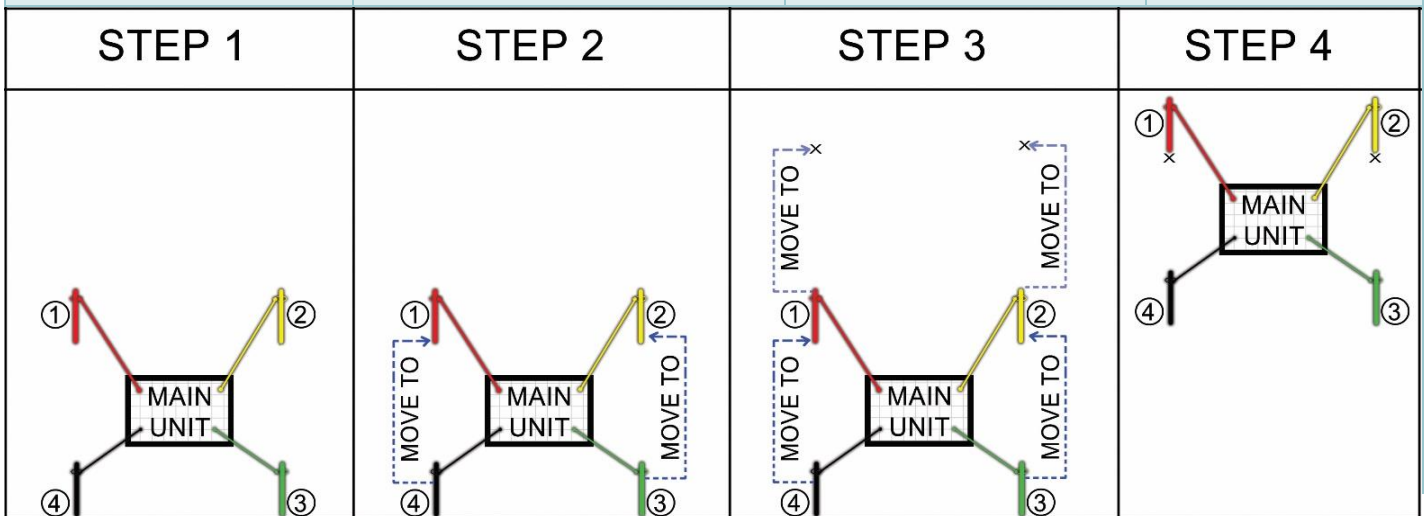 STEP 1
STEP 2
STEP 3
STEP 4
①
②
MAIN
UNIT
④
③
①
②
MOVE TO
MOVE TO
MAIN
UNIT
④
③
MOVE TO
×
×
MOVE TO
①
②
MOVE TO
MOVE TO
MAIN
UNIT
④
③
①
②
×
×
MAIN
UNIT
④
③